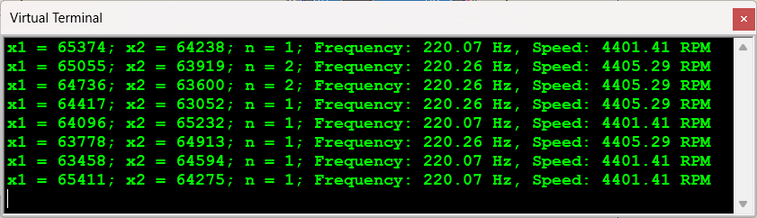 Virtual Terminal
x1 = 65374; x2 = 64238; n = 1; Frequency: 220.07 Hz, Speed: 4401.41 RPM
x1 = 65055; x2 = 63919; n = 2; Frequency: 220.26 Hz, Speed: 4405.29 RPM
x1 = 64736; x2 = 63600; n = 2; Frequency: 220.26 Hz, Speed: 4405.29 RPM
x1 = 64417; x2 = 63052; n = 1; Frequency: 220.26 Hz, Speed: 4405.29 RPM
x1 = 64096; x2 = 65232; n = 1; Frequency: 220.07 Hz, Speed: 4401.41 RPM
x1 = 63778; x2 = 64913; n = 1; Frequency: 220.26 Hz, Speed: 4405.29 RPM
x1 = 63458; x2 = 64594; n = 1; Frequency: 220.07 Hz, Speed: 4401.41 RPM
x1 = 65411; x2 = 64275; n = 1; Frequency: 220.07 Hz, Speed: 4401.41 RPM